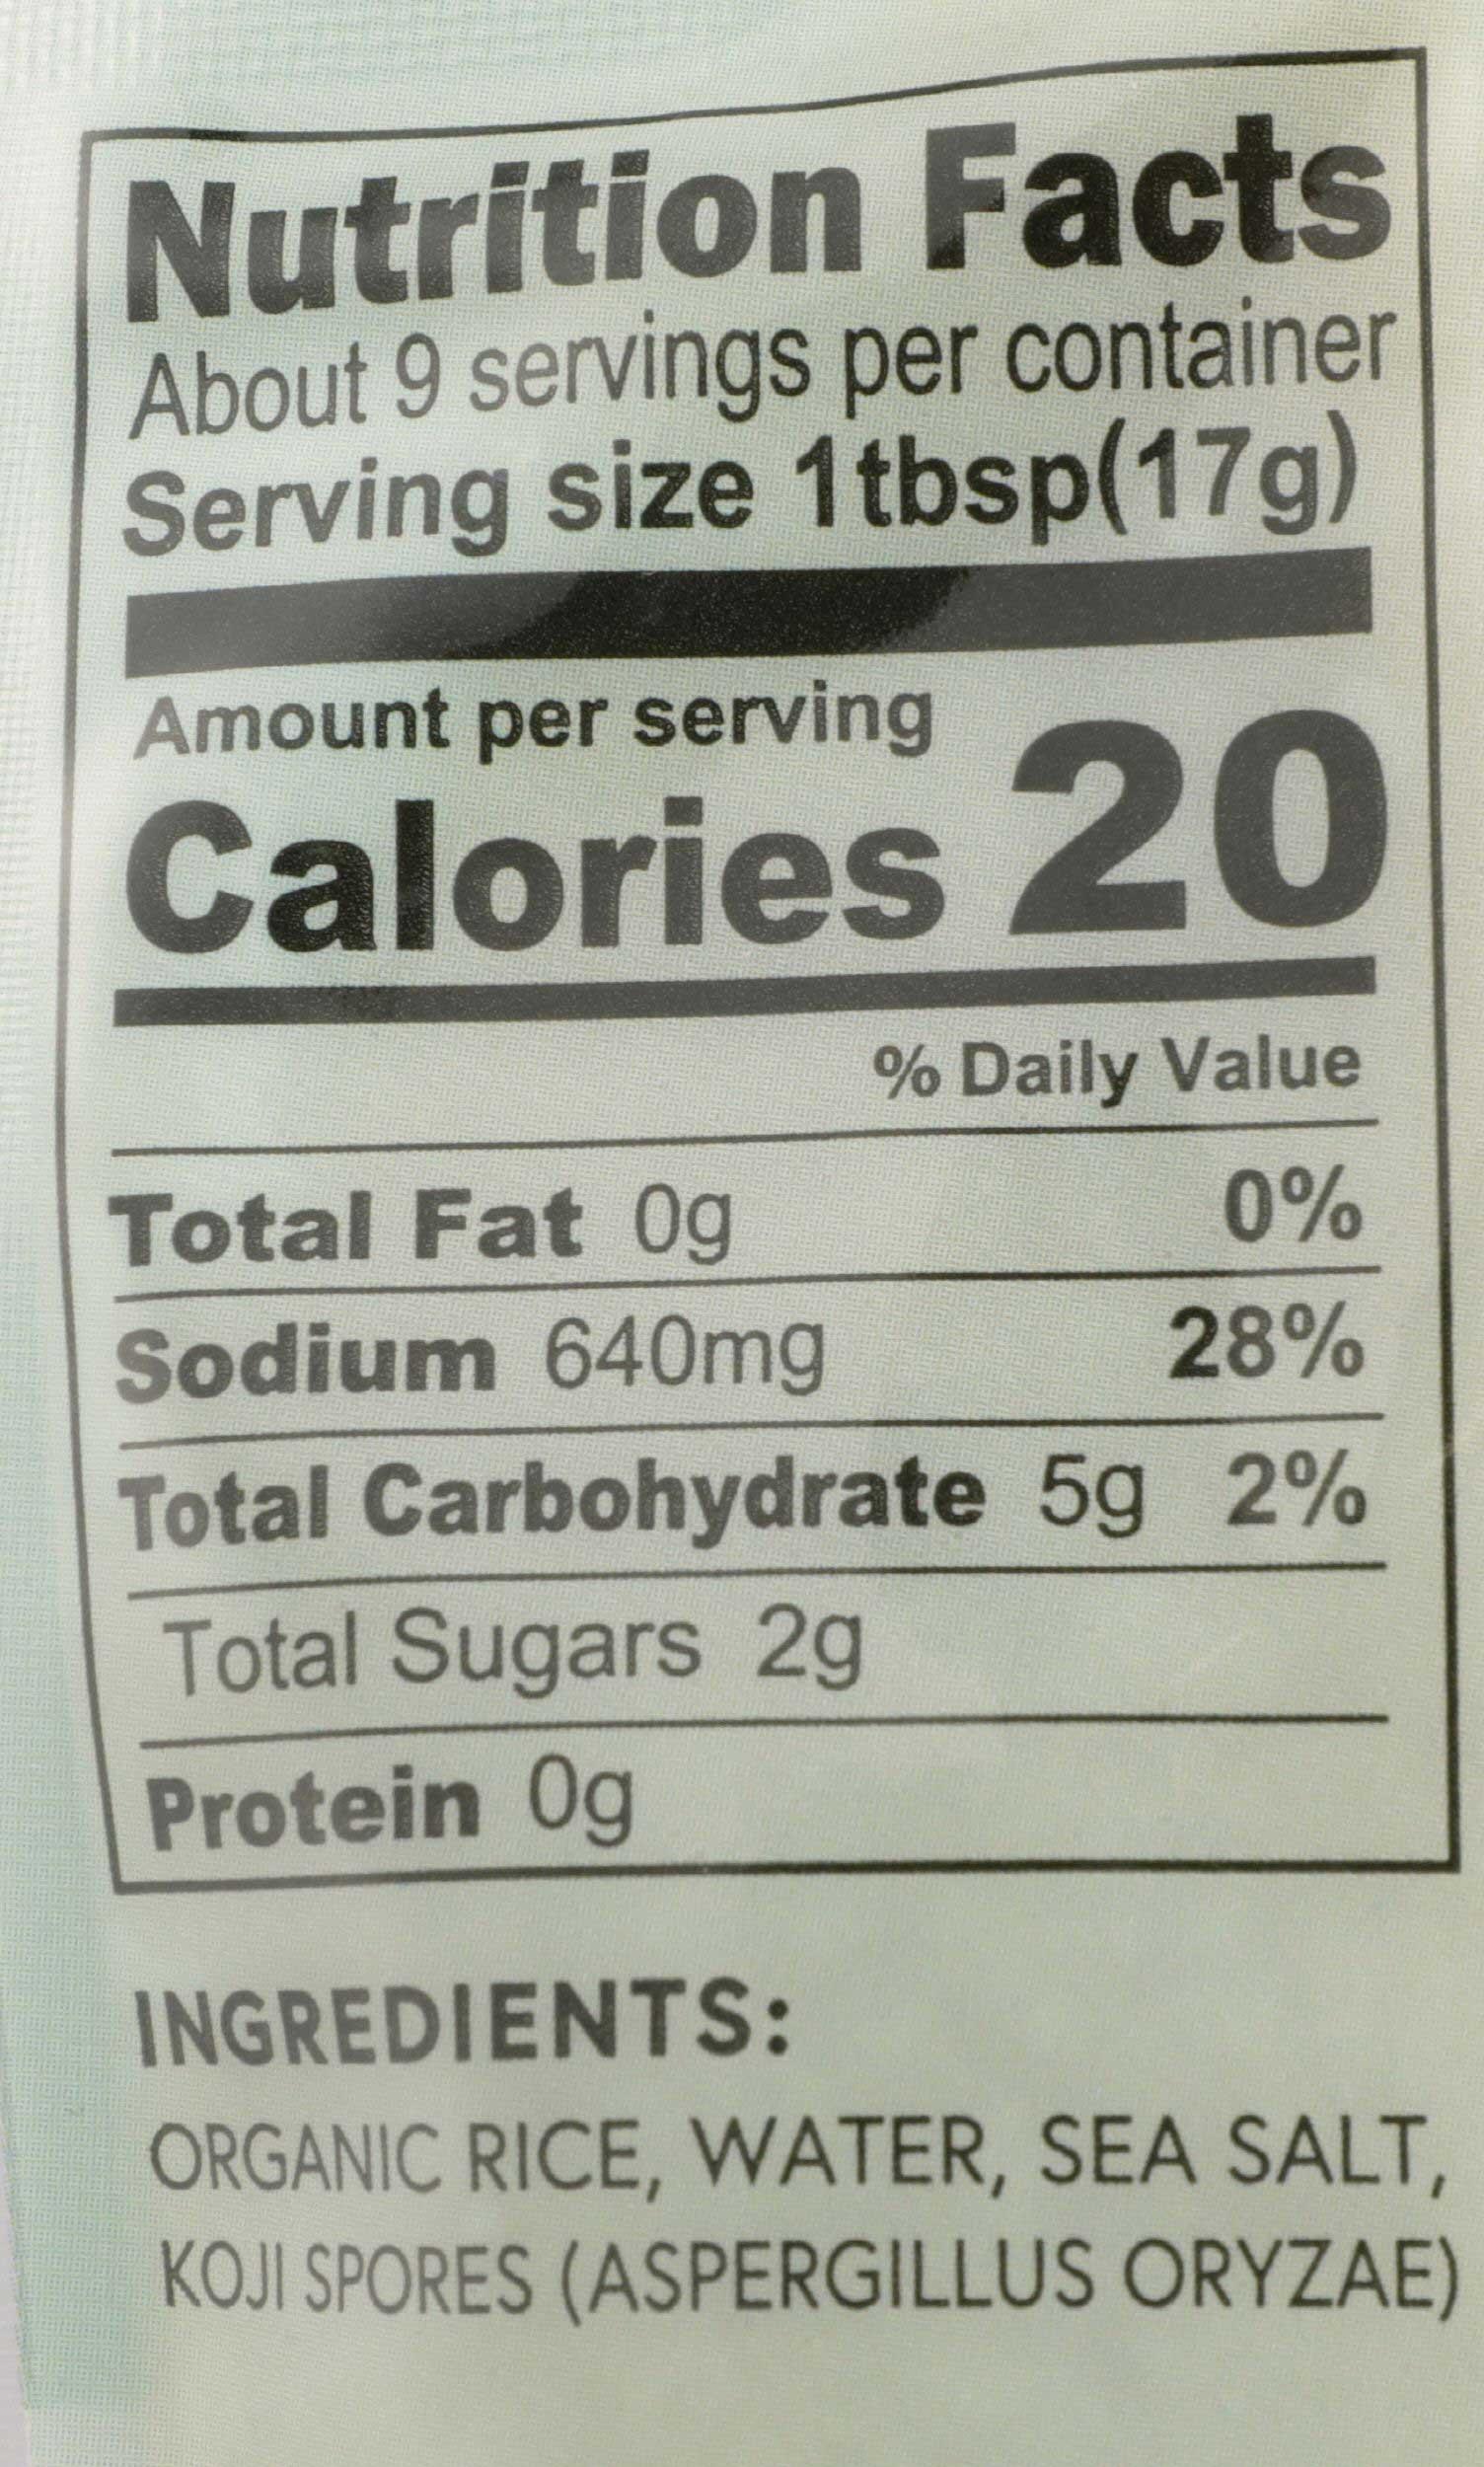 Nutrition Facts
About 9 servings per container
Serving size 1tbsp(17g)
Amount per serving
Calories 20
% Daily Value
Total Fat 0g 0%
Sodium 640mg 28%
Total Carbohydrate 5g 2%
Total Sugars 2g
Protein 0g
INGREDIENTS:
ORGANIC RICE, WATER, SEA SALT,
KOJI SPORES (ASPERGILLUS ORYZAE)